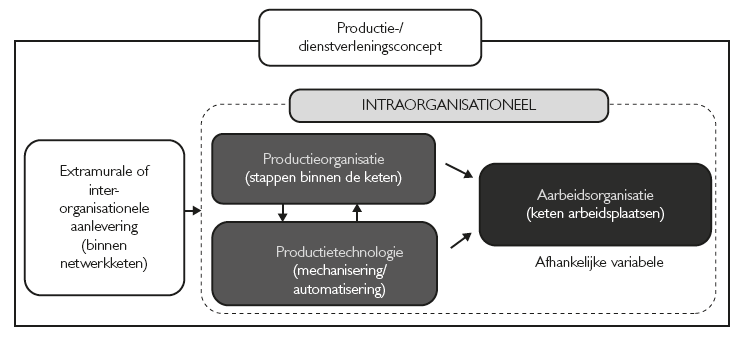 Productie-/
dienstverleningsconcept
INTRAORGANISATIONEEL
Extramurale of
inter-
organisationele
aanlevering
(binnen
netwerkketen)
Productieorganisatie
(stappen binnen de keten)
Productietechnologie
(mechanisering/
automatisering)
Aarbeidsorganisatie
(keten arbeidsplaatsen)
Afhankelijke variabele